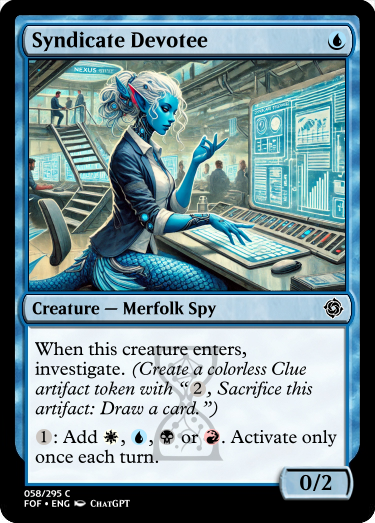 Syndicate Devotee
NEXUS
Creature — Merfolk Spy
When this creature enters,
investigate. (Create a colorless Clue
artifact token with “2, Sacrifice this
artifact: Draw a card.”)
1: Add , , or . Activate only
once each turn.
0/2
058/295 C
FOF • ENG ChatGPT